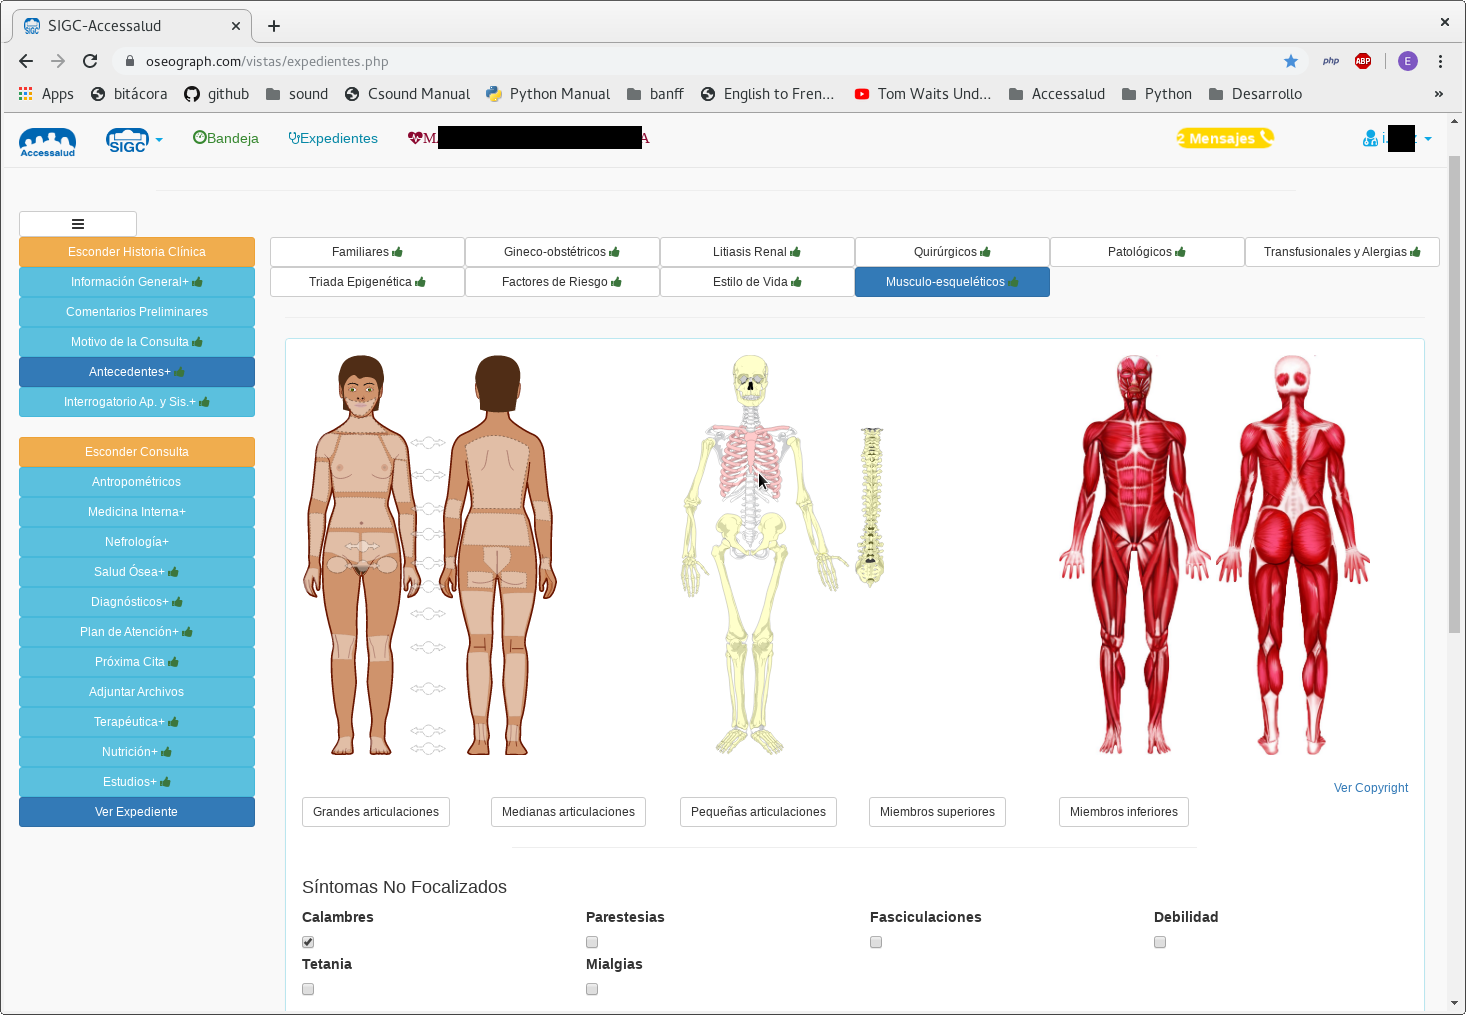 SIGC-Accessalud
oseograph.com/vistas/expedientes.php
php ABP E
Apps bitácora github sound Csound Manual Python Manual banff English to Fren... Tom Waits Und... Accessalud Python Desarrollo »
Accessalud SIGC Bandeja Expedientes 2 Mensajes
Esconder Historia Clínica
Información General+
Comentarios Preliminares
Motivo de la Consulta
Antecedentes+
Interrogatorio Ap. y Sis.+
Esconder Consulta
Antropométricos
Medicina Interna+
Nefrología+
Salud Ósea+
Diagnósticos+
Plan de Atención+
Próxima Cita
Adjuntar Archivos
Terapéutica+
Nutrición+
Estudios+
Ver Expediente
Familiares Gineco-obstétricos Litiasis Renal Quirúrgicos Patológicos Transfusionales y Alergias
Triada Epigenética Factores de Riesgo Estilo de Vida Musculo-esqueléticos
Ver Copyright
Grandes articulaciones Medianas articulaciones Pequeñas articulaciones Miembros superiores Miembros inferiores
Síntomas No Focalizados
Calambres Parestesias Fasciculaciones Debilidad
Tetania Mialgias